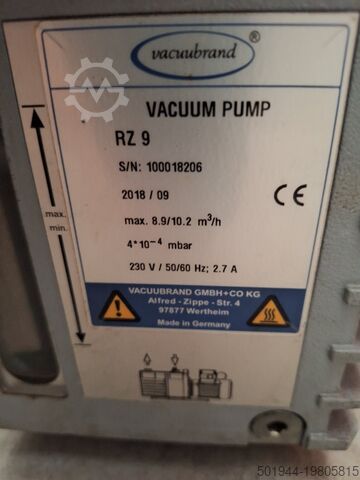 vacuubrand ®
VACUUM PUMP
RZ 9
S/N: 100018206
2018 / 09
CE
max. 8.9/10.2 m³/h
4*10⁻⁴ mbar
230 V / 50/60 Hz; 2.7 A
max.
min.
VACUUBRAND GMBH+CO KG
Alfred - Zippe - Str. 4
97877 Wertheim
Made in Germany
501944-19805815